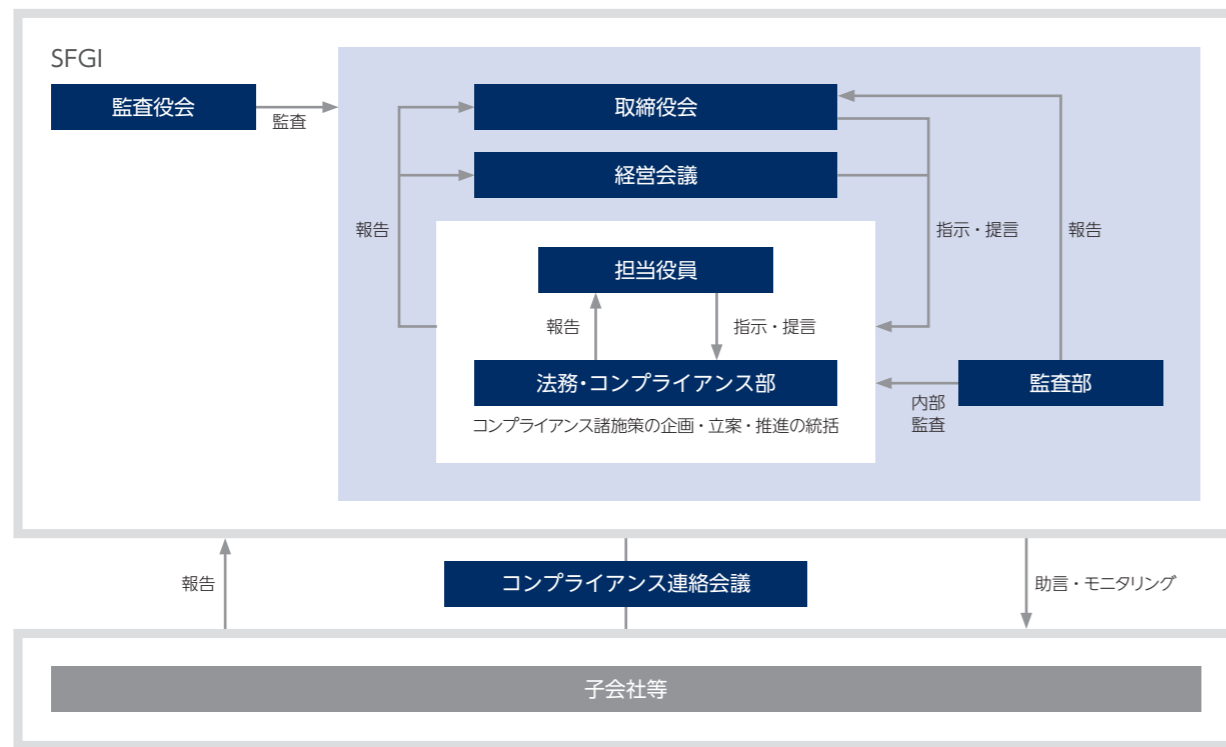 SFGI
監査役会
監査
取締役会
経営会議
報告
指示・提言
報告
担当役員
報告
指示・提言
法務・コンプライアンス部
コンプライアンス諸施策の企画・立案・推進の統括
内部
監査
監査部
報告
コンプライアンス連絡会議
助言・モニタリング
子会社等